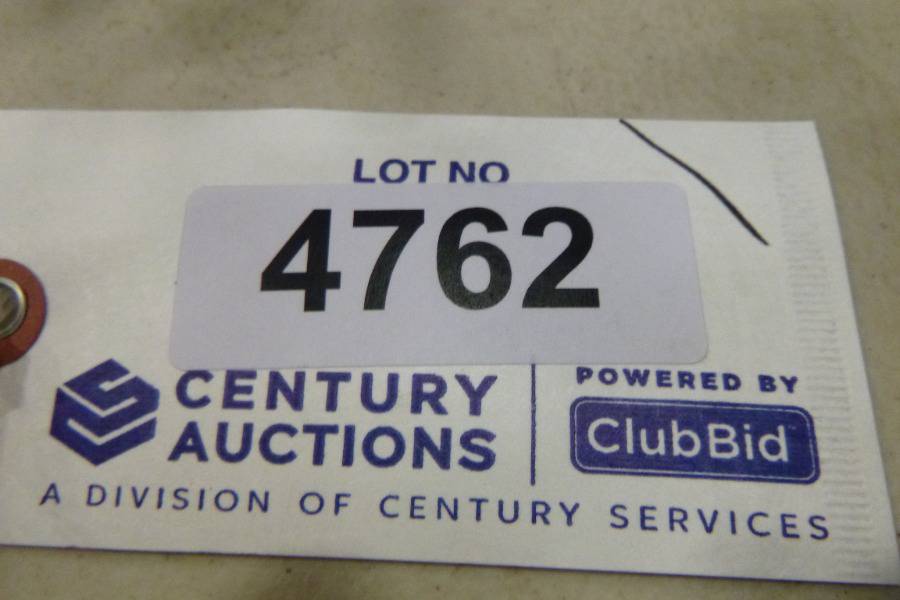 LOT NO
4762
CENTURY
AUCTIONS
POWERED BY
ClubBid
A DIVISION OF CENTURY SERVICES